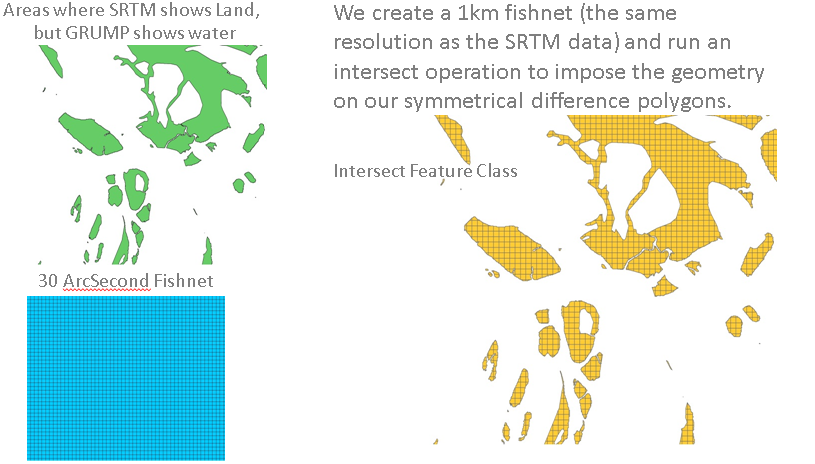 Areas where SRTM shows Land,
but GRUMP shows water
30 ArcSecond Fishnet
We create a 1km fishnet (the same
resolution as the SRTM data) and run an
intersect operation to impose the geometry
on our symmetrical difference polygons.
Intersect Feature Class